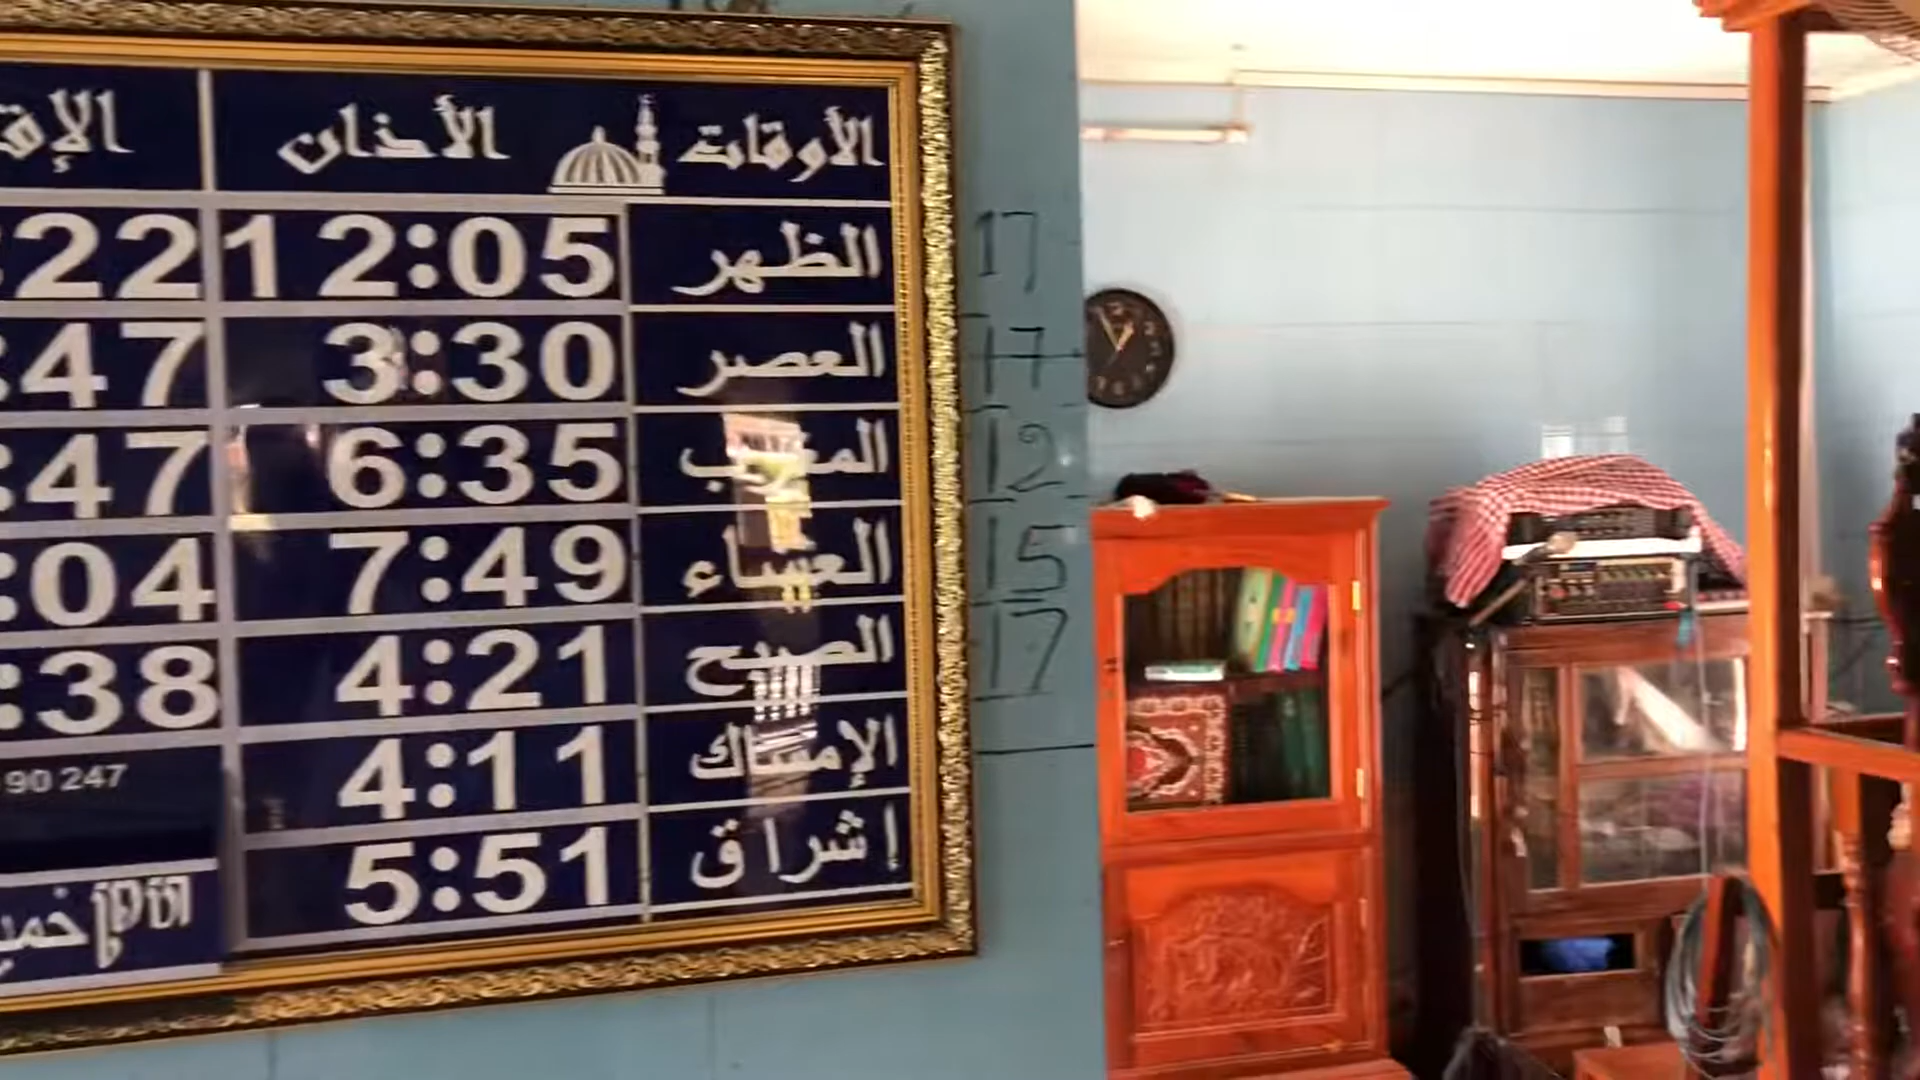 الأوقات الأذان
الظهر 12:05 :22 17
العصر 3:30 :47 17
المغرب 6:35 :47 12
العشاء 7:49 :04 15
الصبح 4:21 :38 17
الإمساك 4:11
90 247
إشراق 5:51